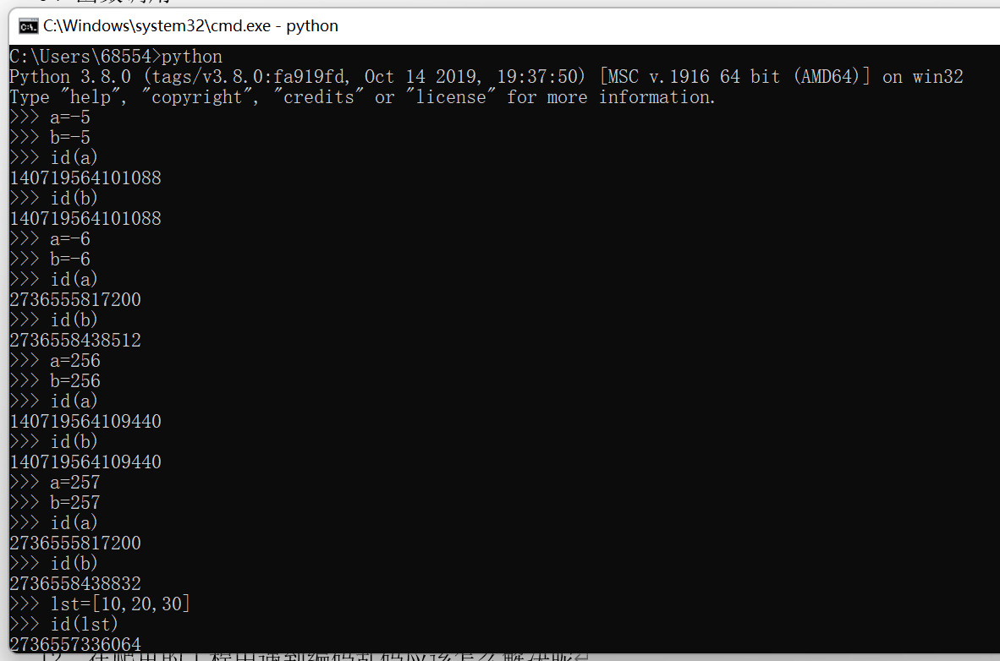 C:\Windows\system32\cmd.exe - python
C:\Users\68554>python
Python 3.8.0 (tags/v3.8.0:fa919fd, Oct 14 2019, 19:37:50) [MSC v.1916 64 bit (AMD64)] on win32
Type "help", "copyright", "credits" or "license" for more information.
>>> a=-5
>>> b=-5
>>> id(a)
140719564101088
>>> id(b)
140719564101088
>>> a=-6
>>> b=-6
>>> id(a)
2736555817200
>>> id(b)
2736558438512
>>> a=256
>>> b=256
>>> id(a)
140719564109440
>>> id(b)
140719564109440
>>> a=257
>>> b=257
>>> id(a)
2736555817200
>>> id(b)
2736558438832
>>> lst=[10,20,30]
>>> id(lst)
2736557336064